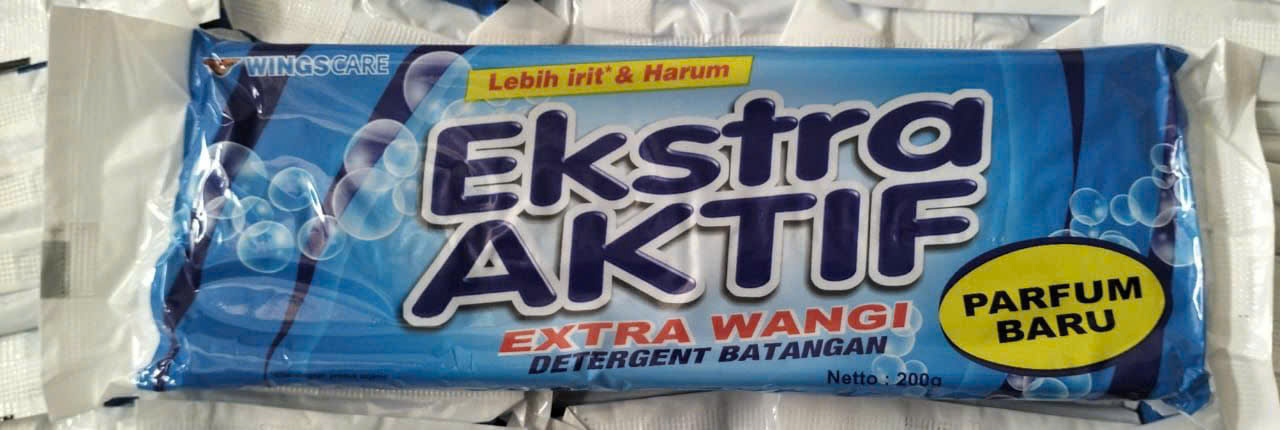 WINGSCARE
Lebih irit* & Harum
Ekstra
AKTIF
EXTRA WANGI
DETERGENT BATANGAN
PARFUM
BARU
Netto : 200g